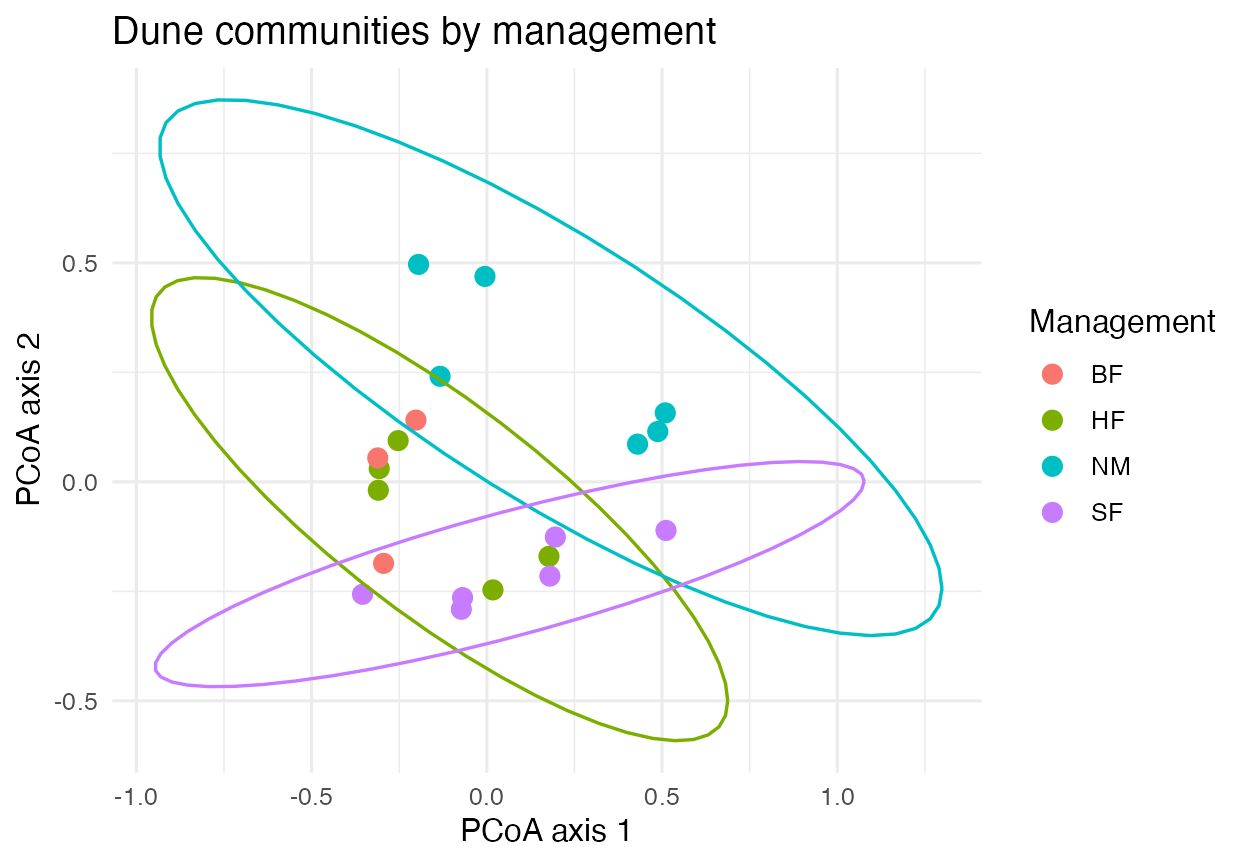 Dune communities by management
PCoA axis 2
0.5
0.0
-0.5
-1.0 -0.5 0.0 0.5 1.0
PCoA axis 1
Management
BF
HF
NM
SF